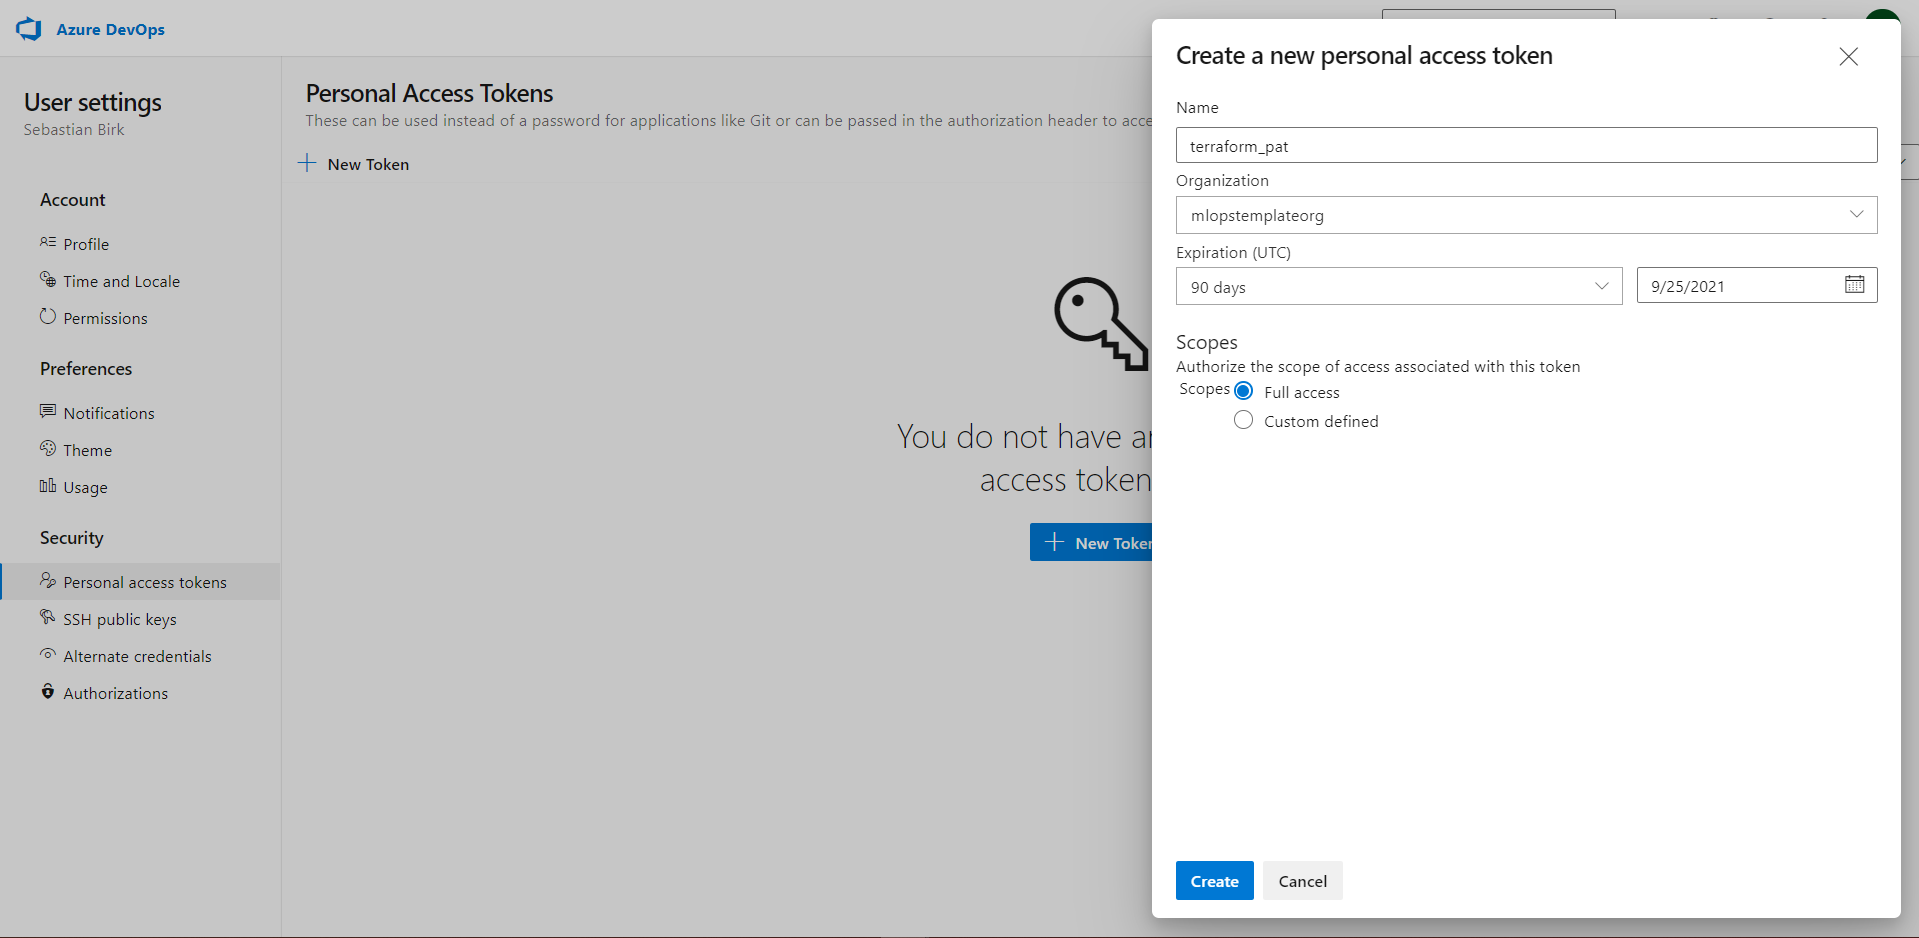 Azure DevOps
User settings
Sebastian Birk
Account
Profile
Time and Locale
Permissions
Preferences
Notifications
Theme
Usage
Security
Personal access tokens
SSH public keys
Alternate credentials
Authorizations
Personal Access Tokens
These can be used instead of a password for applications like Git or can be passed in the authorization header to
New Token
You do not have
access token
New
Create a new personal access token
Name
terraform_pat
Organization
mlopstemplateorg
Expiration (UTC)
90 days
9/25/2021
Scopes
Authorize the scope of access associated with this token
Scopes
Full access
Custom defined
Create
Cancel